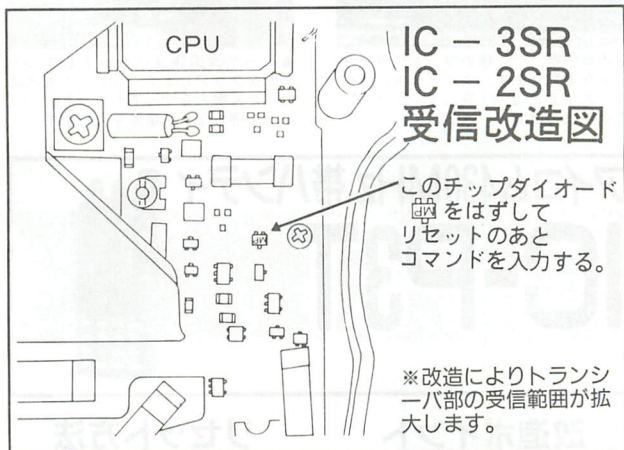 CPU
IC － 3SR
IC － 2SR
受信改造図
このチップダイオード
MP をはずして
リセットのあと
コマンドを入力する。
MP
※改造によりトランシ
ーバ部の受信範囲が拡
大します。